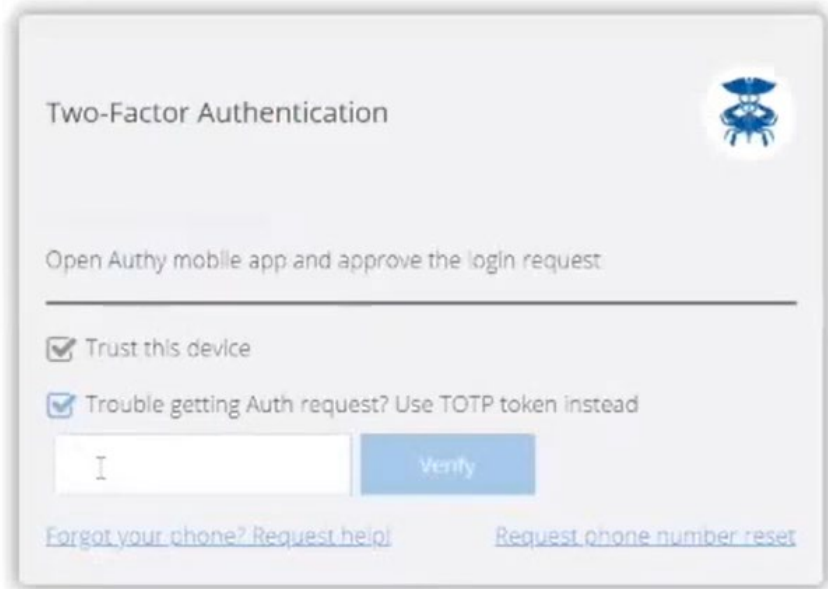 Two-Factor Authentication
Open Authy mobile app and approve the login request
Trust this device
Trouble getting Auth request? Use TOTP token instead
Verify
Forgot your phone? Request help!
Request phone number reset